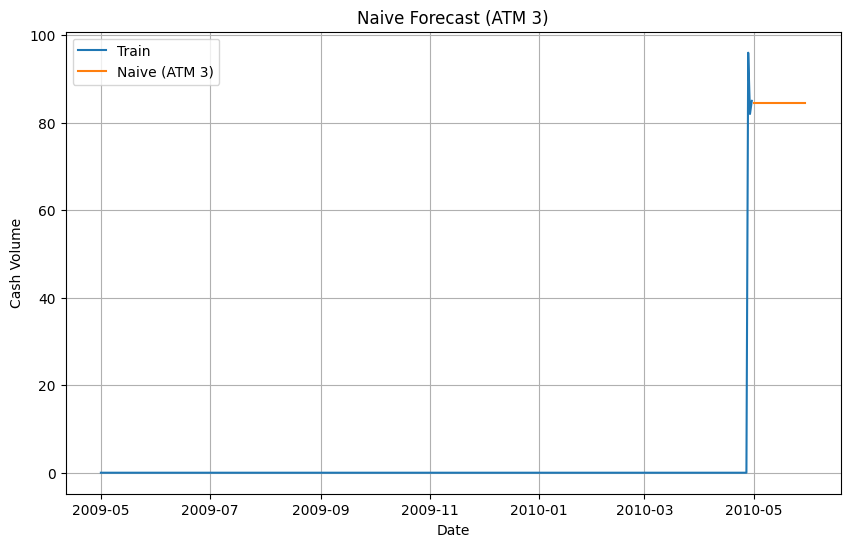 Naive Forecast (ATM 3)
Train
Naive (ATM 3)
Cash Volume
100
80
60
40
20
0
2009-05 2009-07 2009-09 2009-11 2010-01 2010-03 2010-05
Date